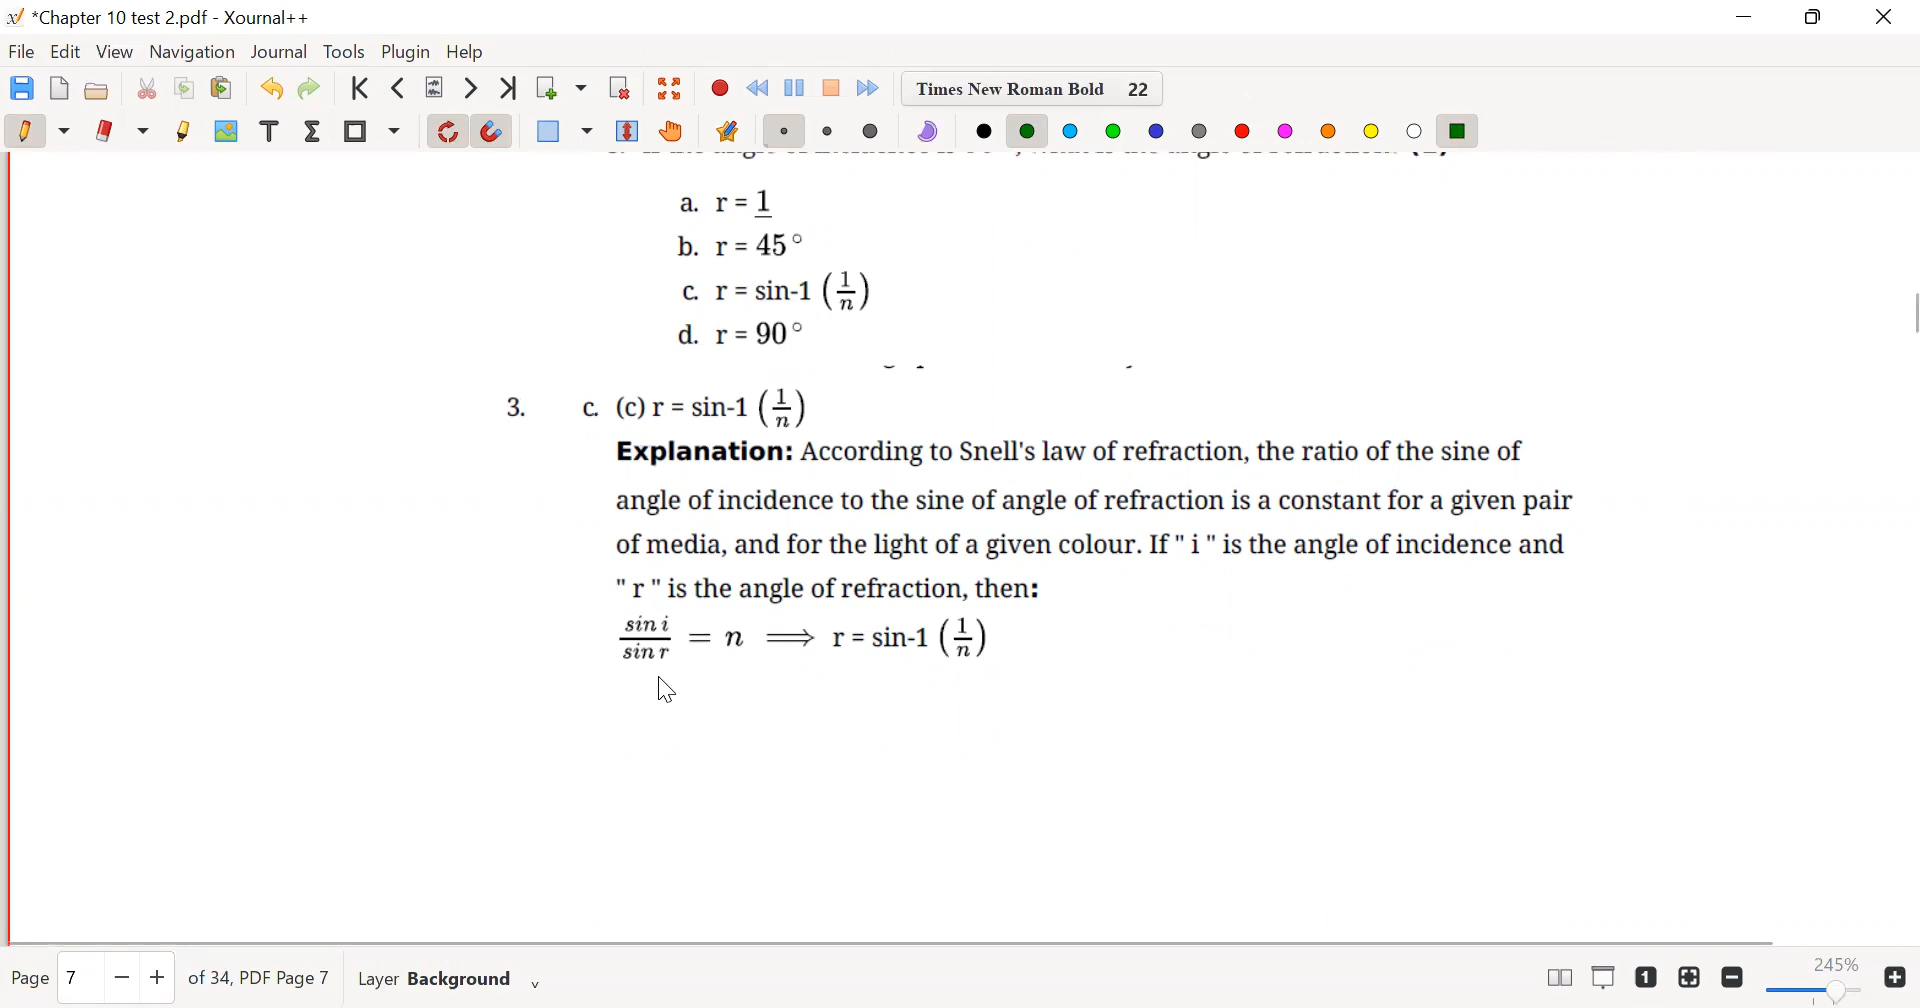 *Chapter 10 test 2.pdf - Xournal++
File Edit View Navigation Journal Tools Plugin Help
Times New Roman Bold 22
a. r = 1
b. r = 45°
c. r = sin-1 (1/n)
d. r = 90°
3. c. (c) r = sin-1 (1/n)
Explanation: According to Snell's law of refraction, the ratio of the sine of
angle of incidence to the sine of angle of refraction is a constant for a given pair
of media, and for the light of a given colour. If " i " is the angle of incidence and
" r " is the angle of refraction, then:
sin i / sin r = n ⟹ r = sin-1 (1/n)
Page 7 of 34, PDF Page 7 Layer Background 1 245%